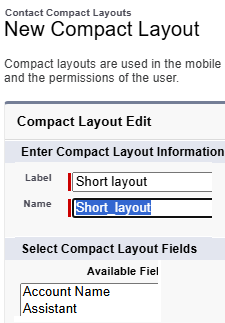 Contact Compact Layouts
New Compact Layout
Compact layouts are used in the mobile
and the permissions of the user.
Compact Layout Edit
Enter Compact Layout Information
Label Short layout
Name Short_layout
Select Compact Layout Fields
Available Fiel
Account Name
Assistant